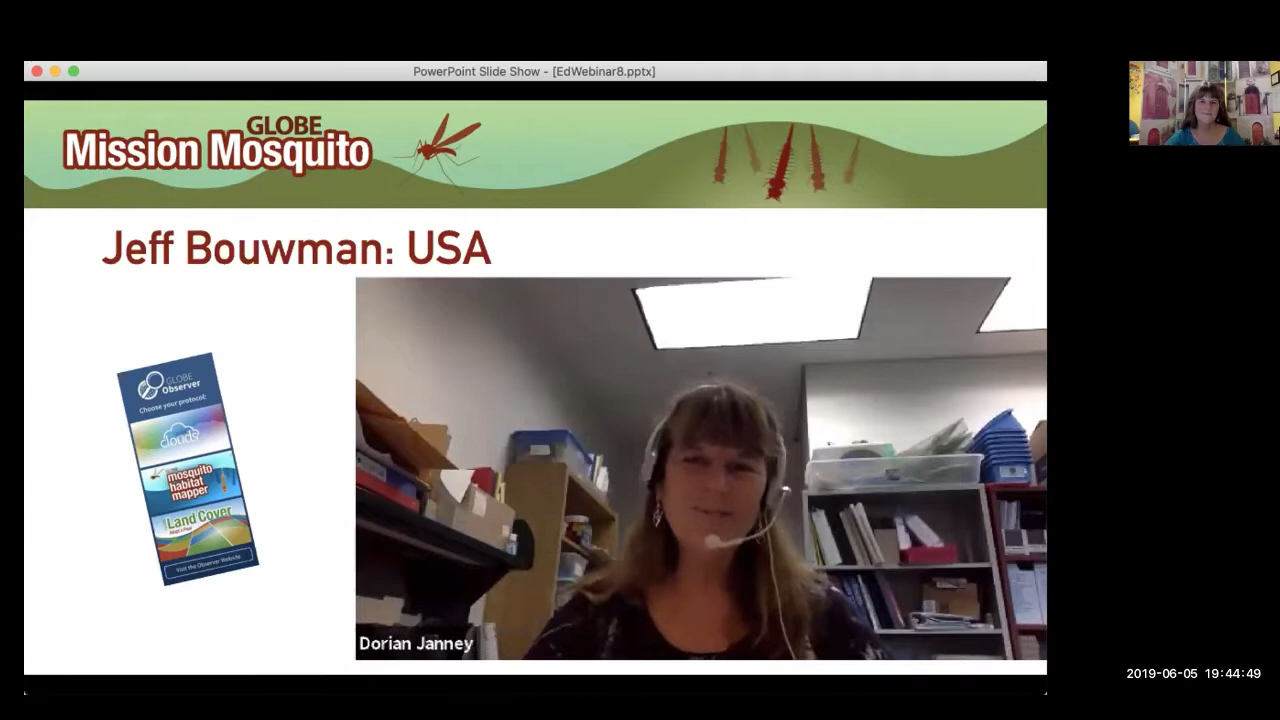 PowerPoint Slide Show - [EdWebinar8.pptx]
GLOBE
Mission Mosquito
Jeff Bouwman: USA
GLOBE
Observer
Choose your protocol:
clouds
mosquito
habitat
mapper
Land Cover
Visit the Observer Website
Dorian Janney
2019-06-05 19:44:49